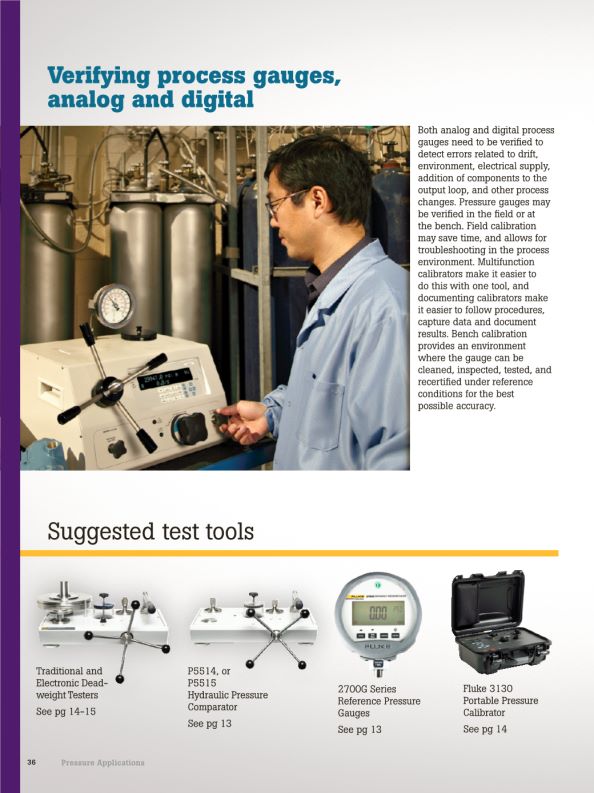 Verifying process gauges,
analog and digital
Both analog and digital process
gauges need to be verified to
detect errors related to drift,
environment, electrical supply,
addition of components to the
output loop, and other process
changes. Pressure gauges may
be verified in the field or at
the bench. Field calibration
may save time, and allows for
troubleshooting in the process
environment. Multifunction
calibrators make it easier to
do this with one tool, and
documenting calibrators make
it easier to follow procedures,
capture data and document
results. Bench calibration
provides an environment
where the gauge can be
cleaned, inspected, tested, and
recertified under reference
conditions for the best
possible accuracy.
Suggested test tools
FLUKE
0.00
FLUKE
Traditional and
Electronic Dead-
weight Testers
See pg 14–15
P5514, or
P5515
Hydraulic Pressure
Comparator
See pg 13
2700G Series
Reference Pressure
Gauges
See pg 13
Fluke 3130
Portable Pressure
Calibrator
See pg 14
36 Pressure Applications